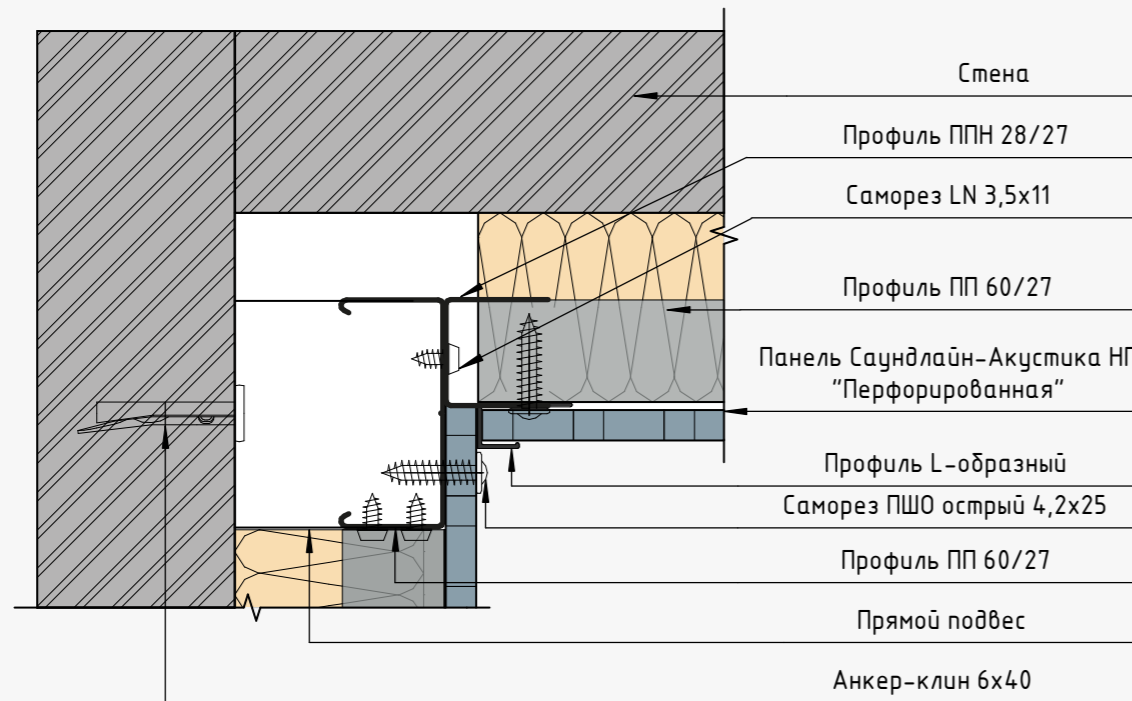 Стена
Профиль ППН 28/27
Саморез LN 3,5х11
Профиль ПП 60/27
Панель Саундлайн-Акустика НГ
"Перфорированная"
Профиль L-образный
Саморез ПШО острый 4,2х25
Профиль ПП 60/27
Прямой подвес
Анкер-клин 6х40